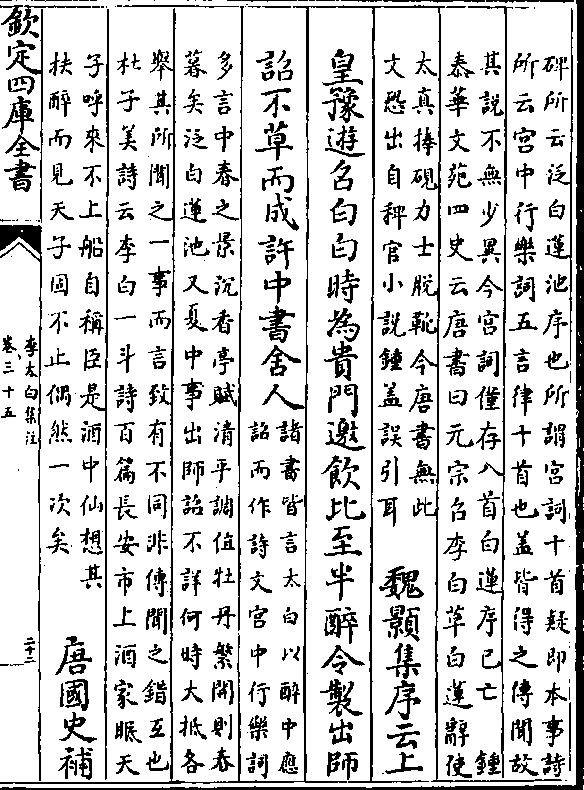 碑所云泛白蓮池序也所謂宮詞十首疑即本事詩
所云宮中行樂詞五言律十首也盖皆得之傳聞故
其說不無少異今宮詞僅存八首白蓮序已亡　鍾
泰華文苑四史云唐書曰元宗召李白草白蓮辭使
太真捧硯力士脫靴今唐書無此
文恐出自稗官小說鍾盖誤引耳
魏顥集序云上
皇豫遊召白白時為貴門邀飲比至半醉令製出師
詔不草而成許中書舍人
諸書皆言太白以醉中應
詔而作詩文宮中行樂詞
多言中春之景沉香亭賦清平調值牡丹繁開則春
暮矣泛白蓮池又夏中事出師詔不詳何時大抵各
舉其所聞之一事而言致有不同非傳聞之錯互也
杜子美詩云李白一斗詩百篇長安市上酒家眠天
子呼來不上船自稱臣是酒中仙想其
扶醉而見天子固不止偶然一次矣
唐國史補
欽定四庫全書
李太白集注
卷三十五
二十三